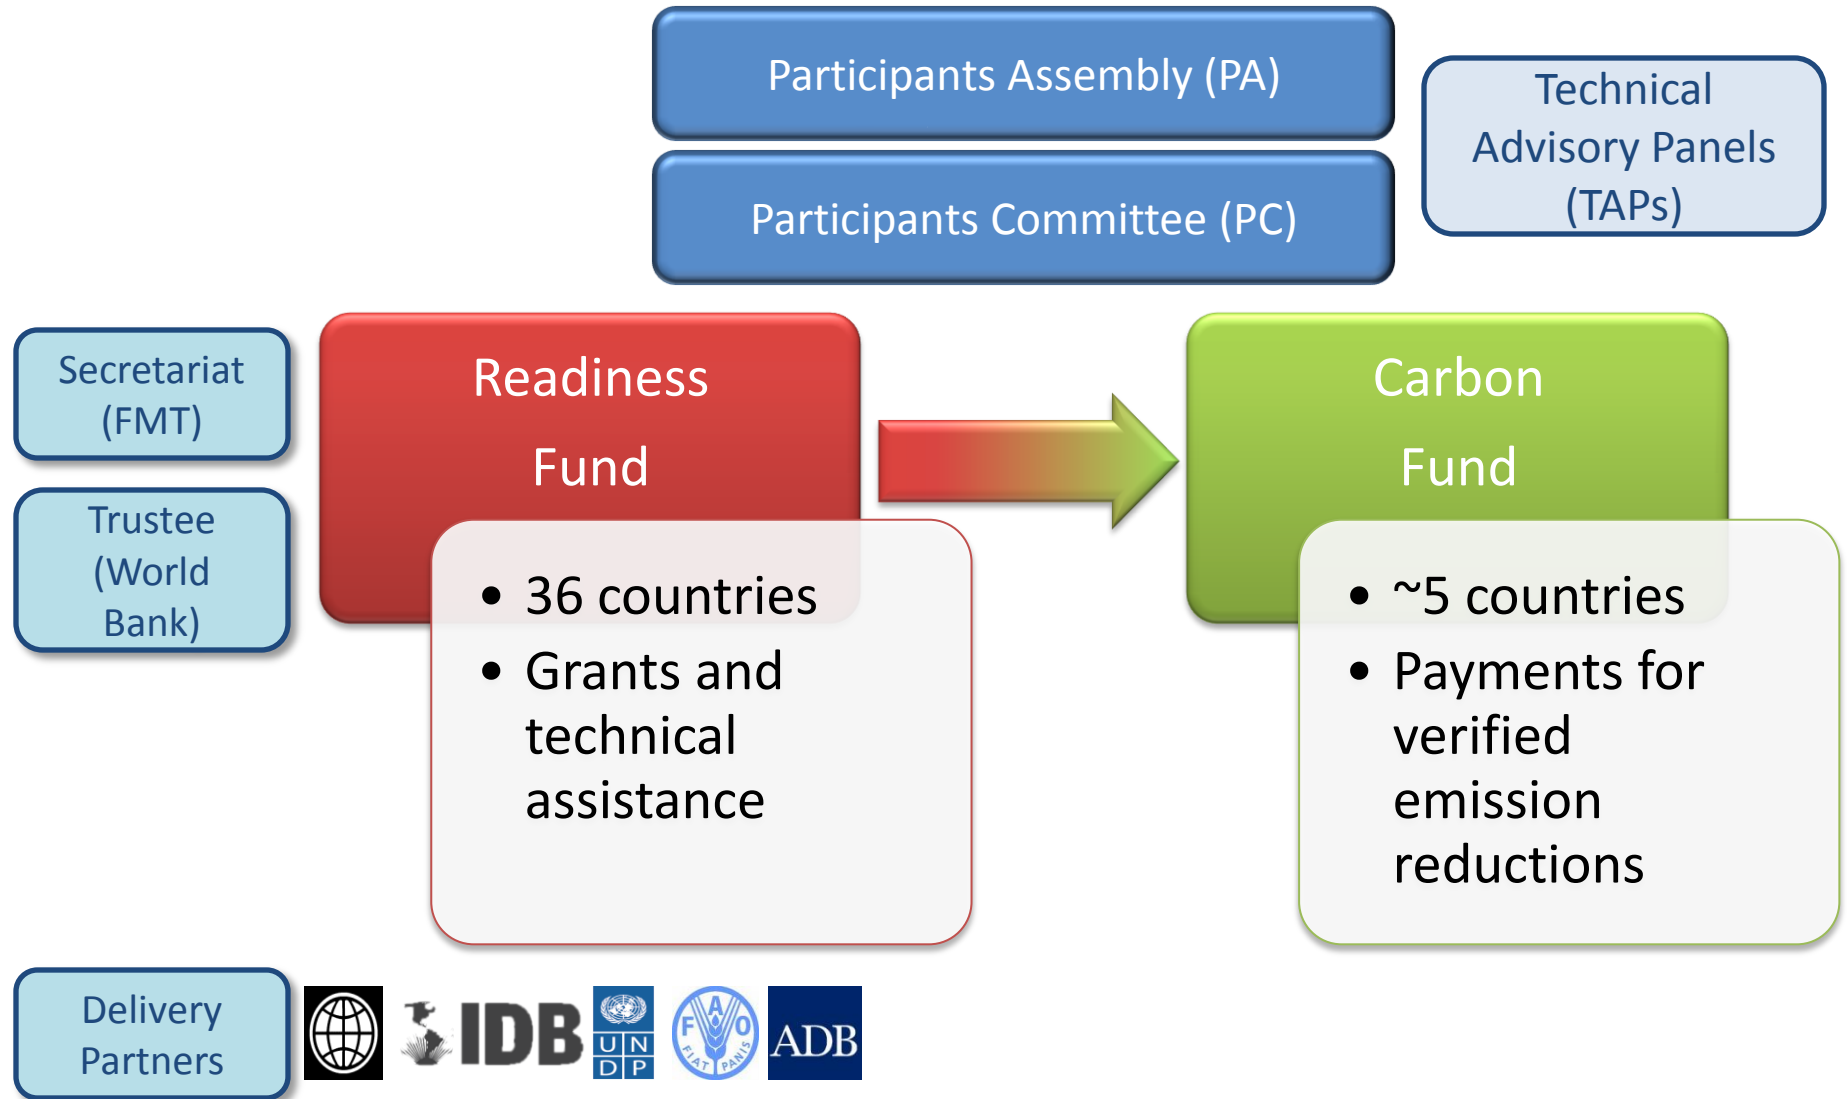 Participants Assembly (PA)
Participants Committee (PC)
Technical
Advisory Panels
(TAPs)
Secretariat
(FMT)
Trustee
(World
Bank)
Readiness
Fund
• 36 countries
• Grants and
technical
assistance
Carbon
Fund
• ~5 countries
• Payments for
verified
emission
reductions
Delivery
Partners
IDB
U N
D P
F A O
FIAT PANIS
ADB